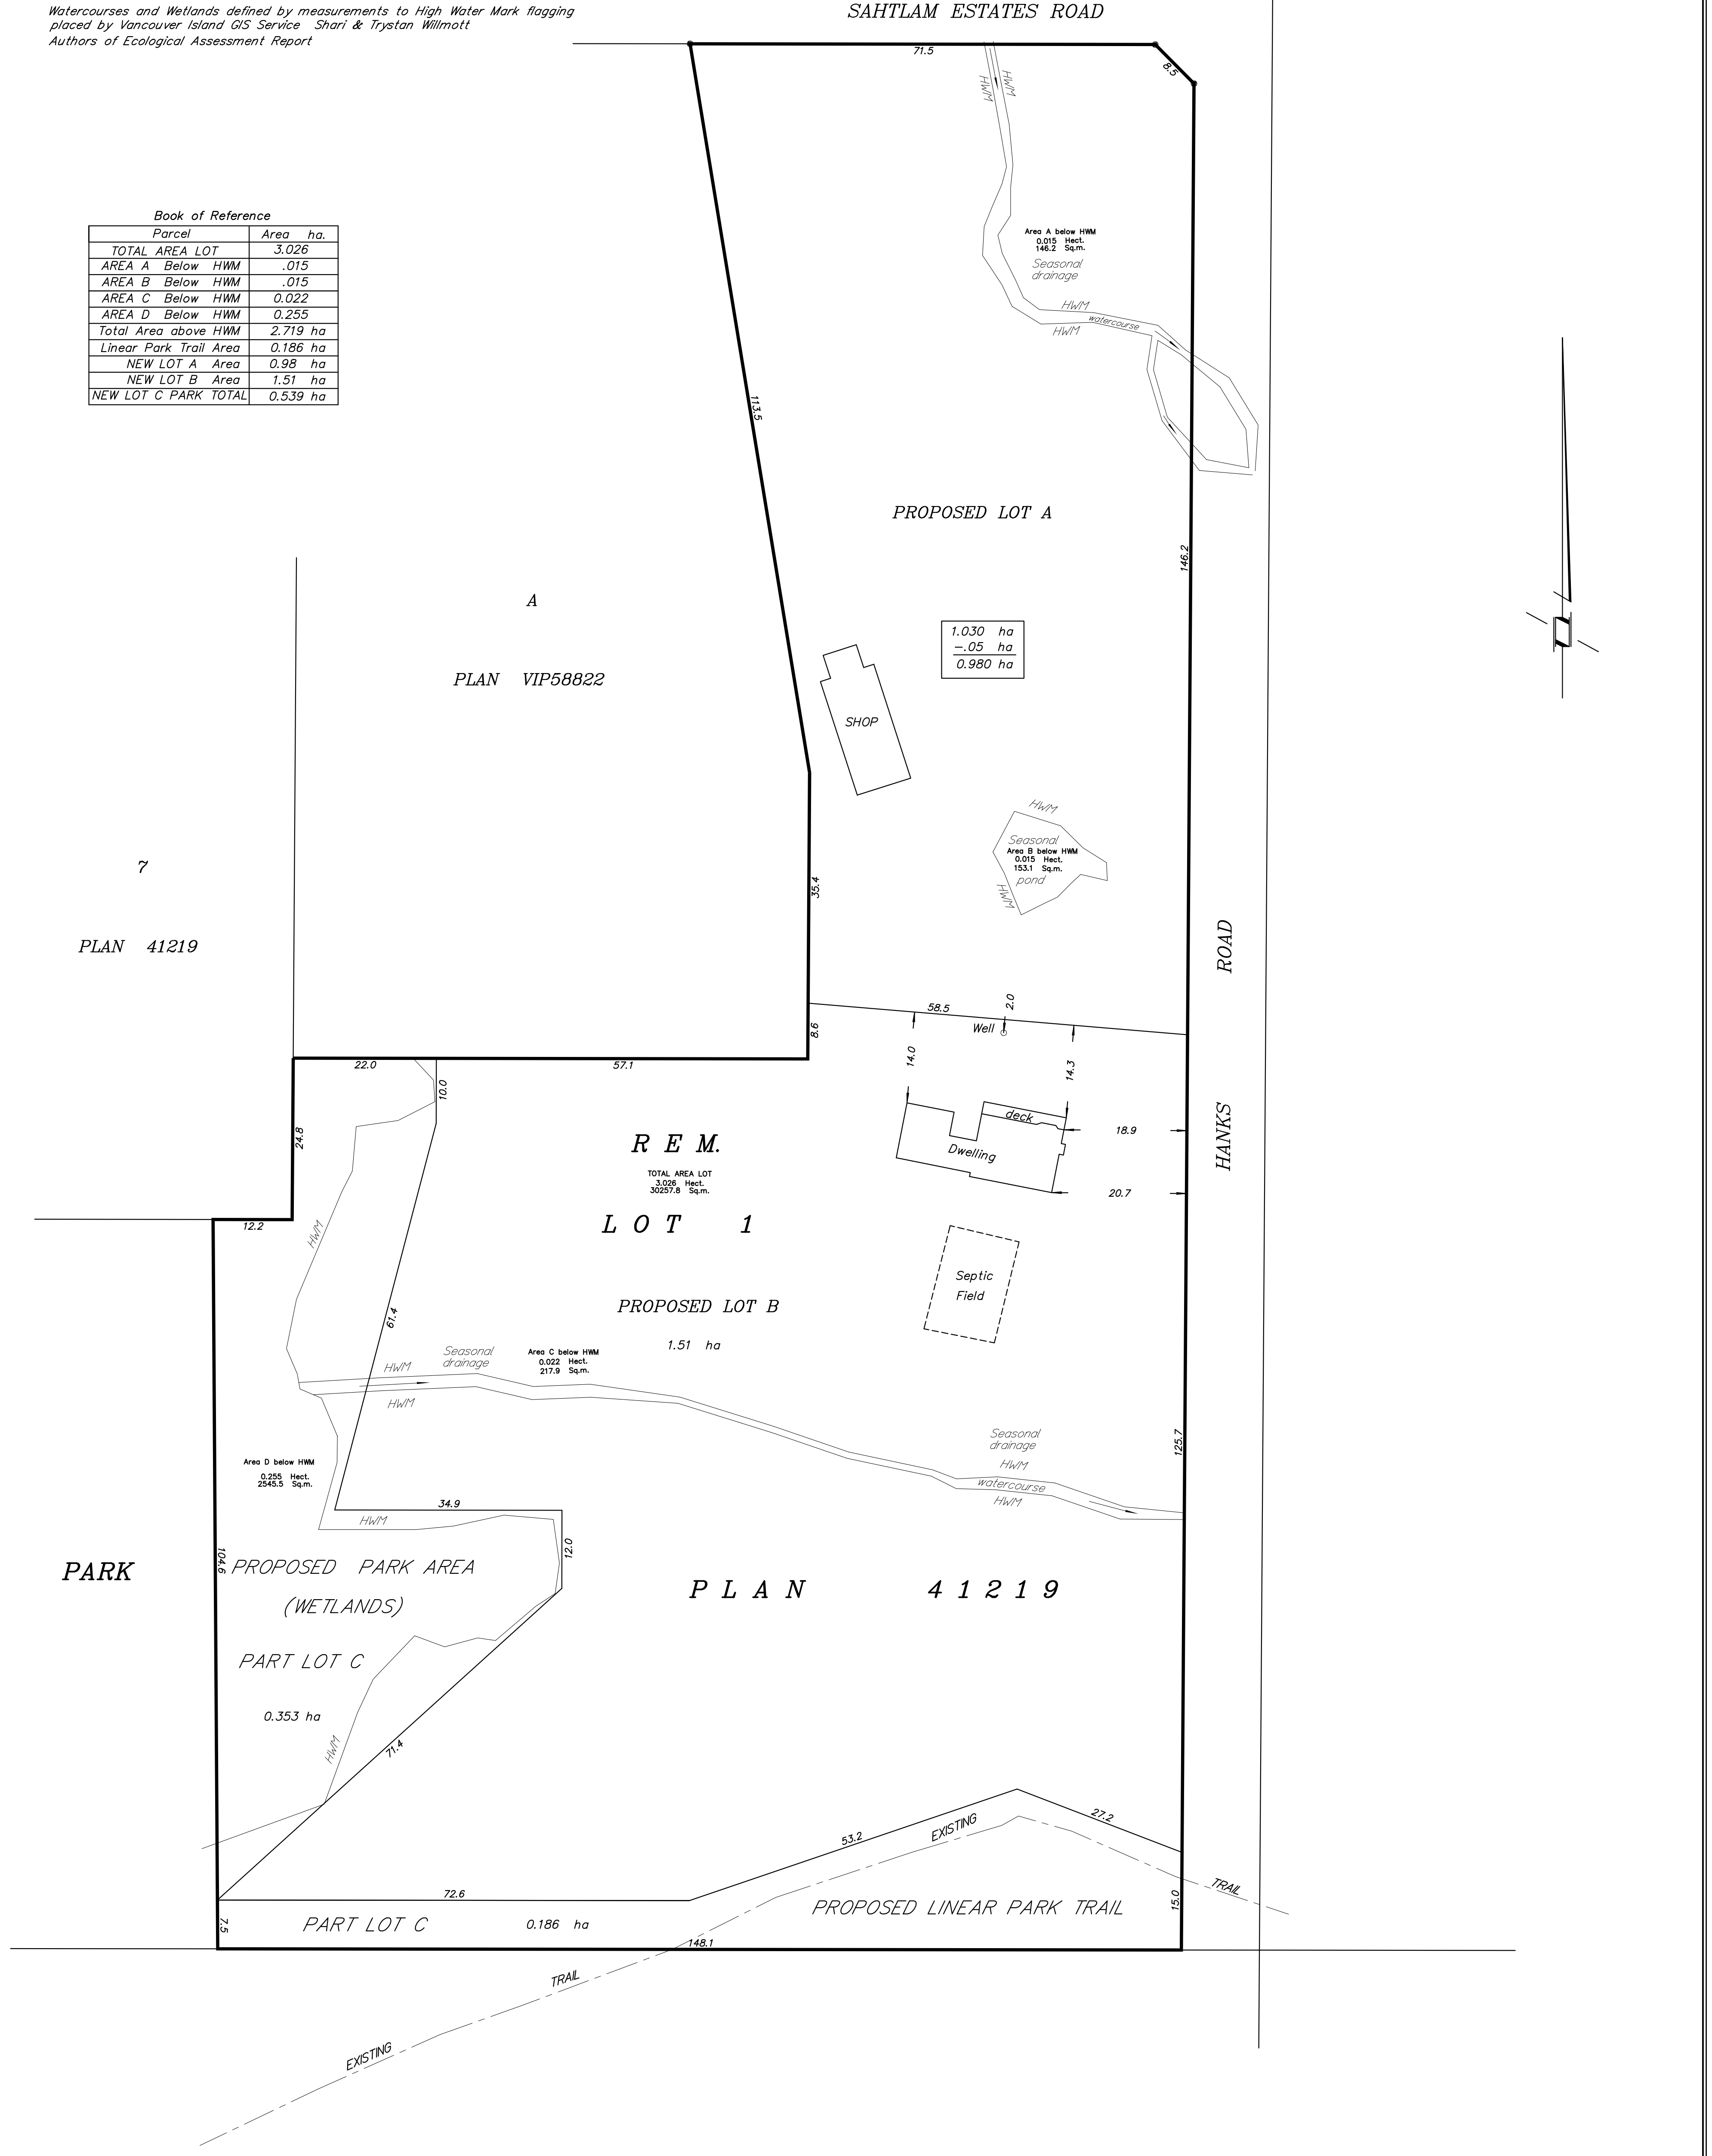 Watercourses and Wetlands defined by measurements to High Water Mark flagging
placed by Vancouver Island GIS Service Shari & Trystan Willmott
Authors of Ecological Assessment Report
SAHTLAM ESTATES ROAD
71.5
8.5
HWM
HWM
Book of Reference
Parcel Area ha.
TOTAL AREA LOT 3.026
AREA A Below HWM .015
AREA B Below HWM .015
AREA C Below HWM 0.022
AREA D Below HWM 0.255
Total Area above HWM 2.719 ha
Linear Park Trail Area 0.186 ha
NEW LOT A Area 0.98 ha
NEW LOT B Area 1.51 ha
NEW LOT C PARK TOTAL 0.539 ha
Area A below HWM
0.015 Hect.
146.2 Sq.m.
Seasonal
drainage
HWM
watercourse
HWM
113.5
PROPOSED LOT A
146.2
A
PLAN VIP58822
1.030 ha
-.05 ha
0.980 ha
SHOP
HWM
Seasonal
Area B below HWM
0.015 Hect.
153.1 Sq.m.
pond
HWM
7
PLAN 41219
35.4
HANKS ROAD
58.5
2.0
Well
8.6
14.0
14.3
22.0
57.1
10.0
24.8
deck
Dwelling
18.9
20.7
R E M.
TOTAL AREA LOT
3.026 Hect.
30257.8 Sq.m.
LOT 1
12.2
HWM
Septic
Field
PROPOSED LOT B
1.51 ha
61.4
Seasonal
drainage
Area C below HWM
0.022 Hect.
217.9 Sq.m.
HWM
HWM
125.7
Seasonal
drainage
HWM
watercourse
HWM
Area D below HWM
0.255 Hect.
2545.5 Sq.m.
34.9
HWM
12.0
104.6
PARK
PROPOSED PARK AREA
(WETLANDS)
PLAN 41219
PART LOT C
0.353 ha
HWM
71.4
53.2
EXISTING
27.2
TRAIL
72.6
15.0
7.5
PART LOT C 0.186 ha
PROPOSED LINEAR PARK TRAIL
148.1
TRAIL
EXISTING